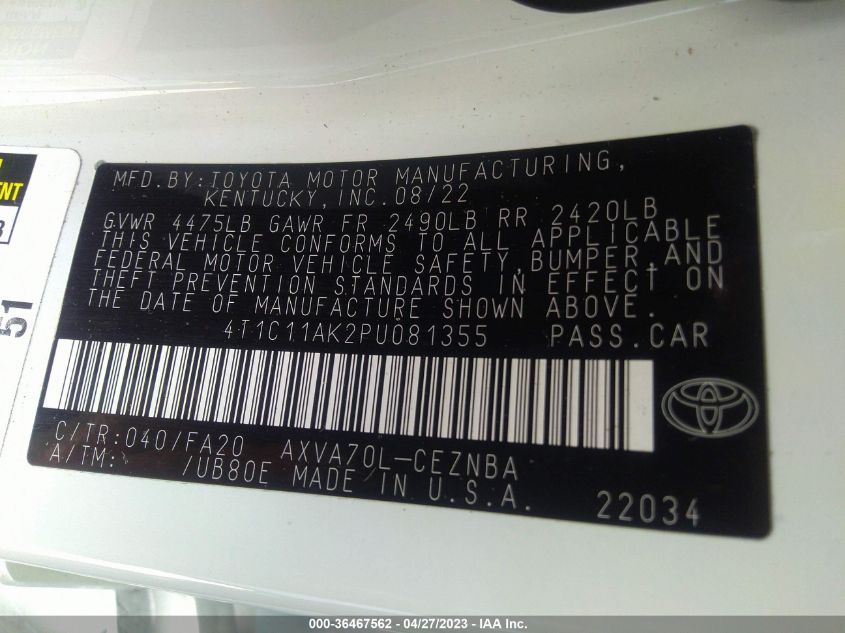 MFD.BY:TOYOTA MOTOR MANUFACTURING,
KENTUCKY, INC. 08/22
GVWR 4475LB GAWR FR 2490LB RR 2420LB
THIS VEHICLE CONFORMS TO ALL APPLICABLE
FEDERAL MOTOR VEHICLE SAFETY,BUMPER,AND
THEFT PREVENTION STANDARDS IN EFFECT ON
THE DATE OF MANUFACTURE SHOWN ABOVE.
4T1C11AK2PU081355 PASS.CAR
C/TR:040/FA20 AXVA70L-CEZNBA
A/TM: /UB80E MADE IN U.S.A.
22034
51
000-36467562 / 04/27/2023 - IAA Inc.